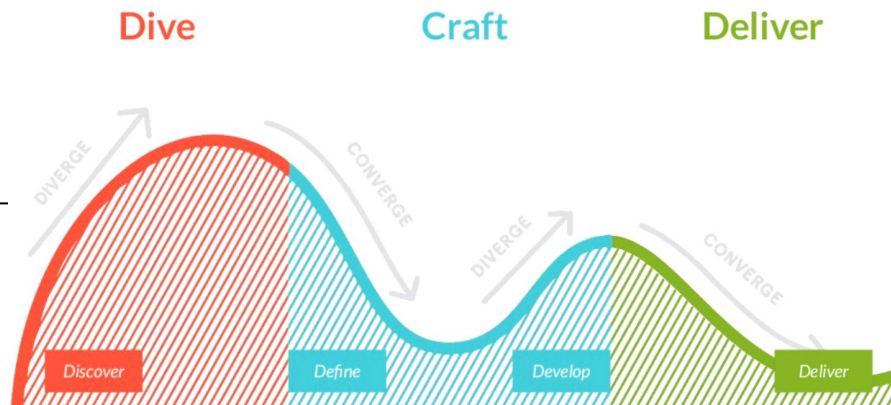 Dive
Craft
Deliver
DIVERGE
CONVERGE
DIVERGE
CONVERGE
Discover
Define
Develop
Deliver